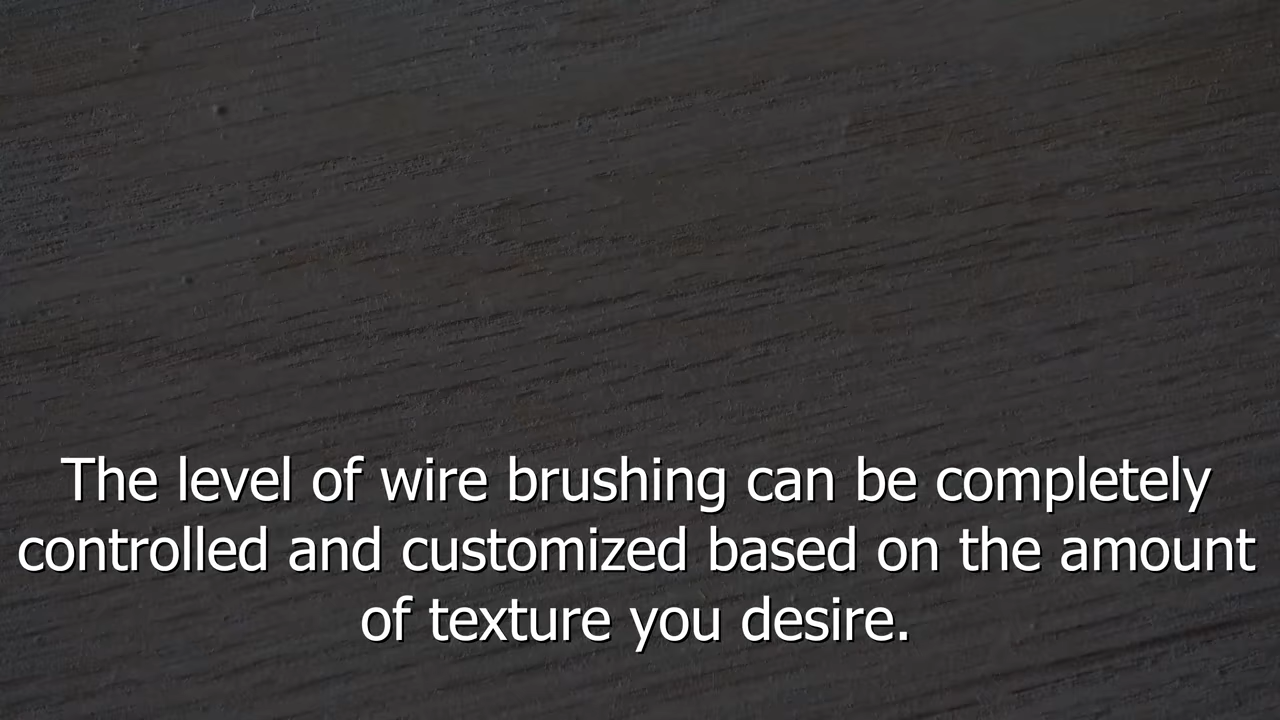 The level of wire brushing can be completely
controlled and customized based on the amount
of texture you desire.